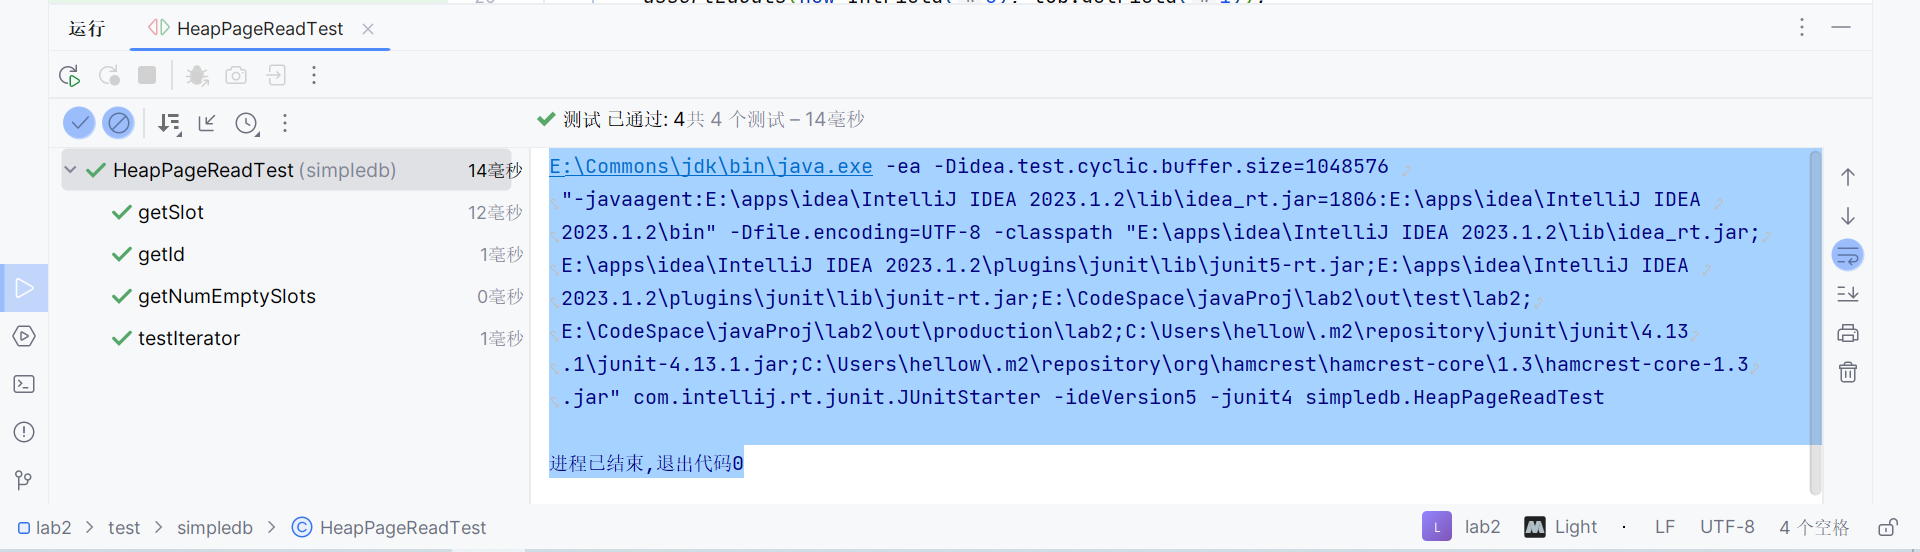 运行 HeapPageReadTest
测试 已通过: 4共 4 个测试 – 14毫秒
HeapPageReadTest (simpledb) 14毫秒
getSlot 12毫秒
getId 1毫秒
getNumEmptySlots 0毫秒
testIterator 1毫秒
E:\Commons\jdk\bin\java.exe -ea -Didea.test.cyclic.buffer.size=1048576
"-javaagent:E:\apps\idea\IntelliJ IDEA 2023.1.2\lib\idea_rt.jar=1806:E:\apps\idea\IntelliJ IDEA
2023.1.2\bin" -Dfile.encoding=UTF-8 -classpath "E:\apps\idea\IntelliJ IDEA 2023.1.2\lib\idea_rt.jar;
E:\apps\idea\IntelliJ IDEA 2023.1.2\plugins\junit\lib\junit5-rt.jar;E:\apps\idea\IntelliJ IDEA
2023.1.2\plugins\junit\lib\junit-rt.jar;E:\CodeSpace\javaProj\lab2\out\test\lab2;
E:\CodeSpace\javaProj\lab2\out\production\lab2;C:\Users\hellow\.m2\repository\junit\junit\4.13
.1\junit-4.13.1.jar;C:\Users\hellow\.m2\repository\org\hamcrest\hamcrest-core\1.3\hamcrest-core-1.3
.jar" com.intellij.rt.junit.JUnitStarter -ideVersion5 -junit4 simpledb.HeapPageReadTest
进程已结束,退出代码0
lab2 > test > simpledb > HeapPageReadTest
L lab2 Light LF UTF-8 4 个空格